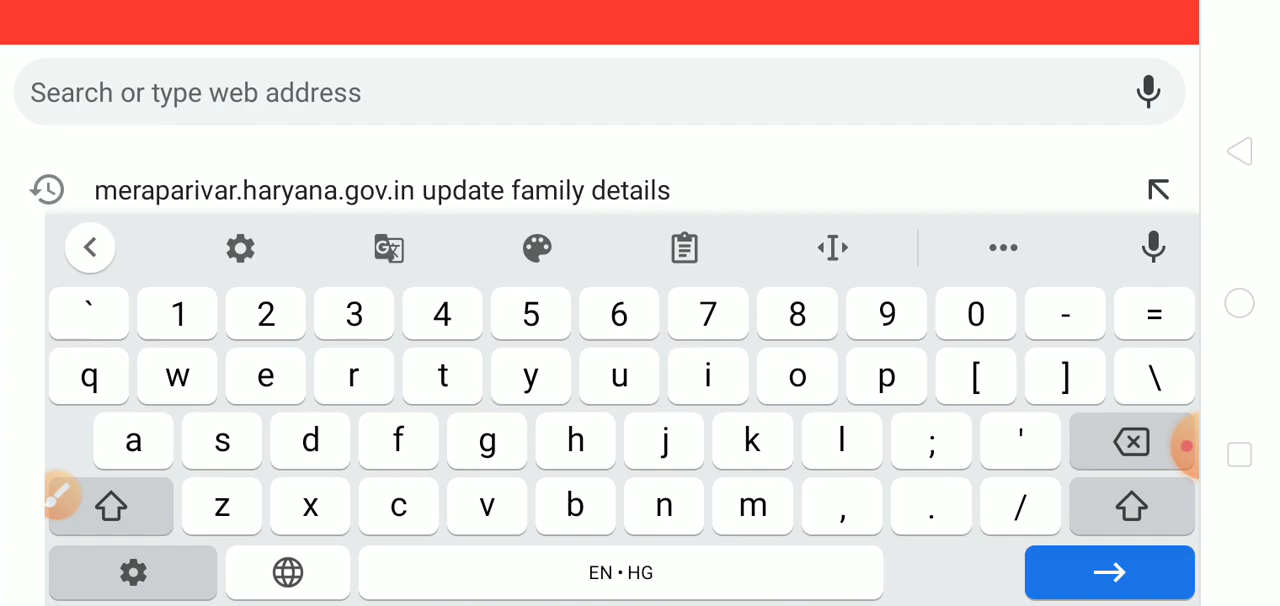 Search or type web address
meraparivar.haryana.gov.in update family details
` 1 2 3 4 5 6 7 8 9 0 - =
q w e r t y u i o p [ ] \
a s d f g h j k l ; '
z x c v b n m , . /
EN • HG